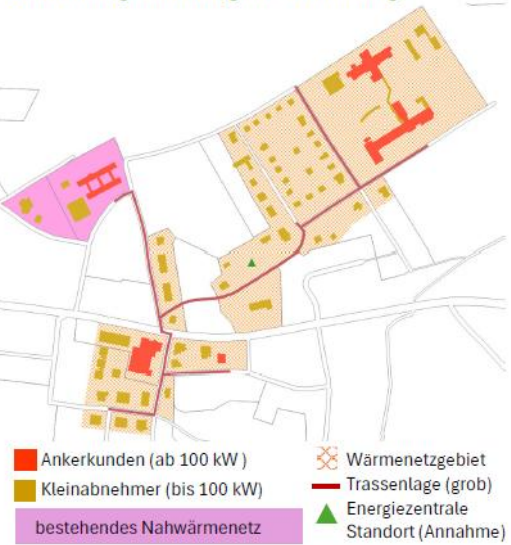 Ankerkunden (ab 100 kW )
Kleinabnehmer (bis 100 kW)
bestehendes Nahwärmenetz
Wärmenetzgebiet
Trassenlage (grob)
Energiezentrale
Standort (Annahme)